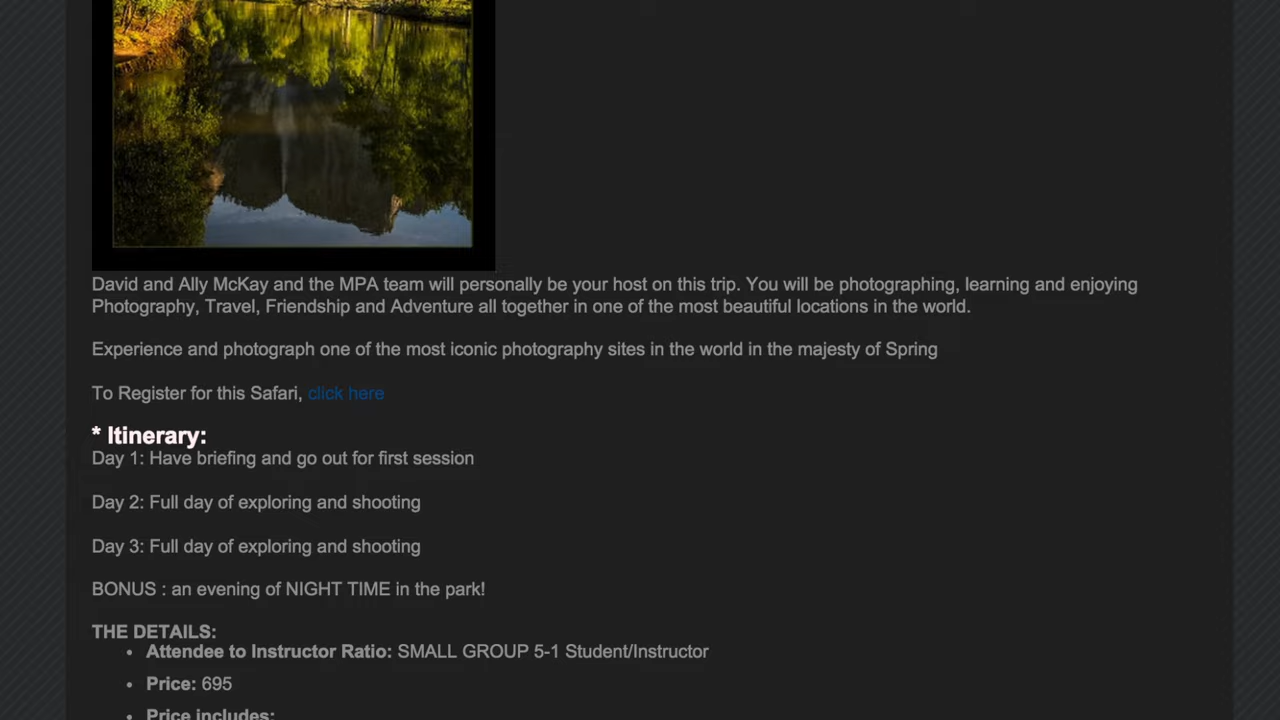 David and Ally McKay and the MPA team will personally be your host on this trip. You will be photographing, learning and enjoying
Photography, Travel, Friendship and Adventure all together in one of the most beautiful locations in the world.
Experience and photograph one of the most iconic photography sites in the world in the majesty of Spring
To Register for this Safari, click here
* Itinerary:
Day 1: Have briefing and go out for first session
Day 2: Full day of exploring and shooting
Day 3: Full day of exploring and shooting
BONUS : an evening of NIGHT TIME in the park!
THE DETAILS:
• Attendee to Instructor Ratio: SMALL GROUP 5-1 Student/Instructor
• Price: 695
• Price includes: